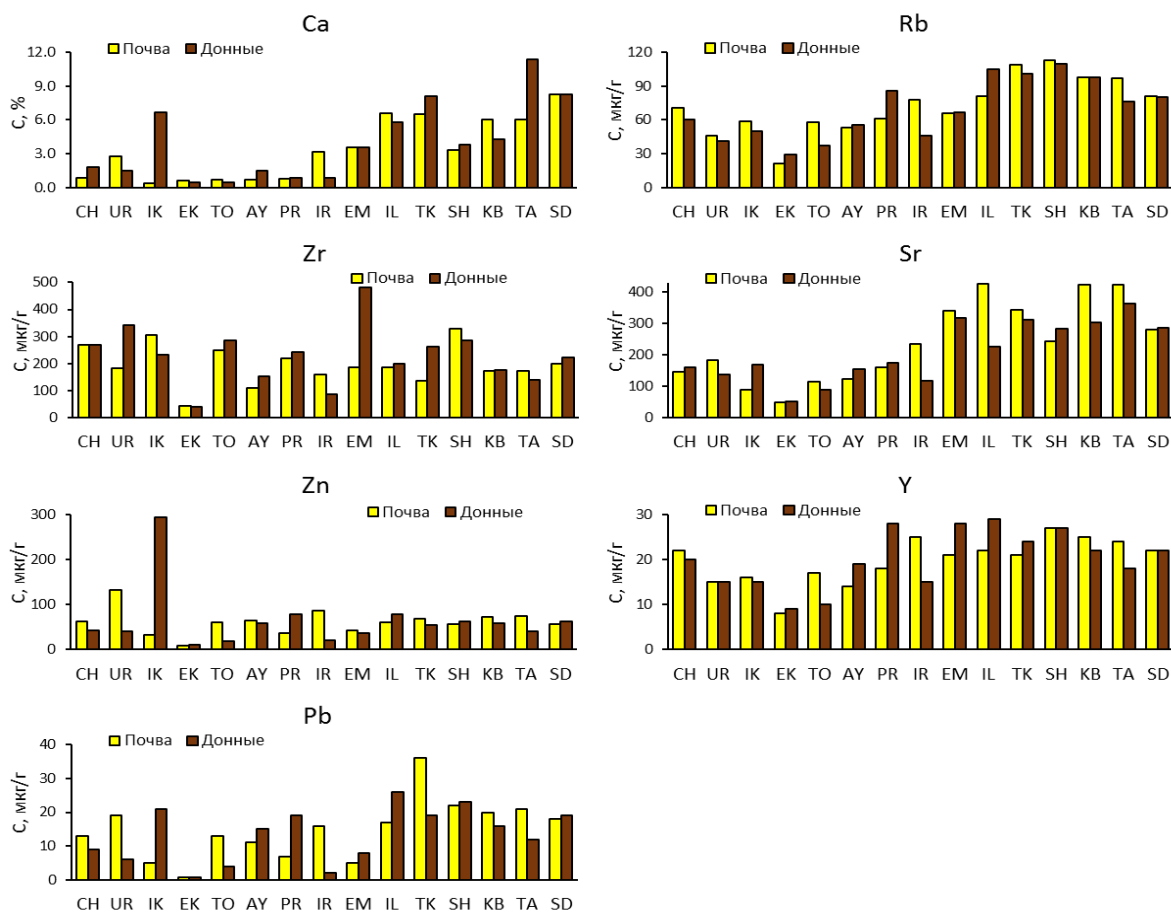 Ca
Почва Донные
C, %
12.0
9.0
6.0
3.0
0.0
CH UR IK EK TO AY PR IR EM IL TK SH KB TA SD
Rb
Почва Донные
C, мкг/г
120
90
60
30
0
CH UR IK EK TO AY PR IR EM IL TK SH KB TA SD
Zr
Почва Донные
C, мкг/г
500
400
300
200
100
0
CH UR IK EK TO AY PR IR EM IL TK SH KB TA SD
Sr
Почва Донные
C, мкг/г
400
300
200
100
0
CH UR IK EK TO AY PR IR EM IL TK SH KB TA SD
Zn
Почва Донные
C, мкг/г
300
200
100
0
CH UR IK EK TO AY PR IR EM IL TK SH KB TA SD
Y
Почва Донные
C, мкг/г
30
20
10
0
CH UR IK EK TO AY PR IR EM IL TK SH KB TA SD
Pb
Почва Донные
C, мкг/г
40
30
20
10
0
CH UR IK EK TO AY PR IR EM IL TK SH KB TA SD